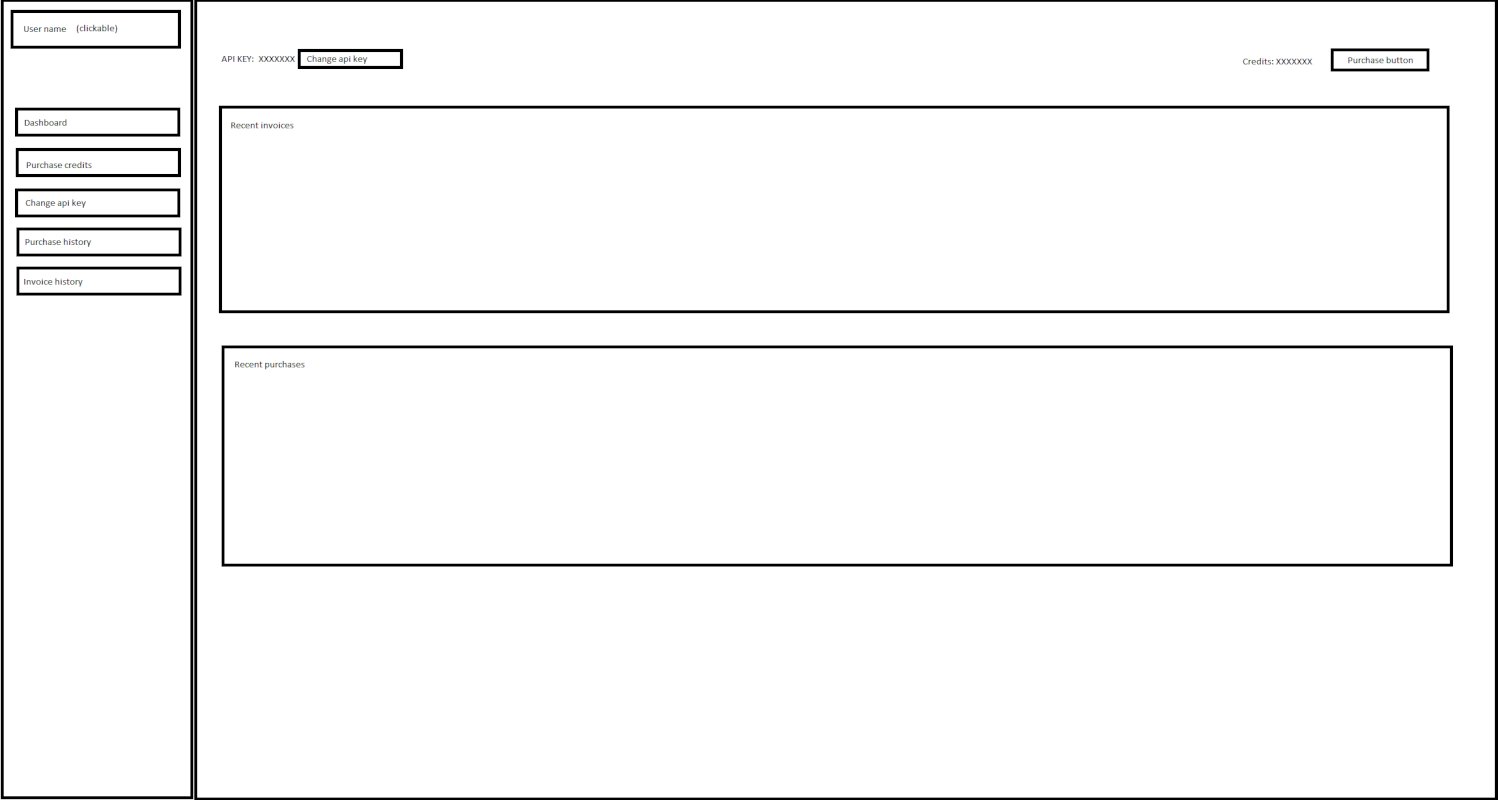 User name (clickable)
Dashboard
Purchase credits
Change api key
Purchase history
Invoice history
API KEY: XXXXXXX Change api key
Credits: XXXXXXX Purchase button
Recent invoices
Recent purchases